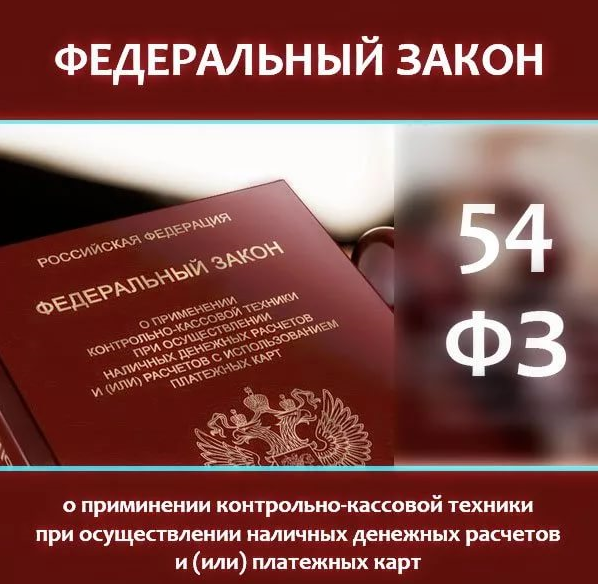 ФЕДЕРАЛЬНЫЙ ЗАКОН
РОССИЙСКАЯ ФЕДЕРАЦИЯ
ФЕДЕРАЛЬНЫЙ ЗАКОН
О ПРИМЕНЕНИИ
КОНТРОЛЬНО-КАССОВОЙ ТЕХНИКИ
ПРИ ОСУЩЕСТВЛЕНИИ
НАЛИЧНЫХ ДЕНЕЖНЫХ РАСЧЕТОВ
И (ИЛИ) РАСЧЕТОВ С ИСПОЛЬЗОВАНИЕМ
ПЛАТЕЖНЫХ КАРТ
54
ФЗ
о приминении контрольно-кассовой техники
при осуществлении наличных денежных расчетов
и (или) платежных карт